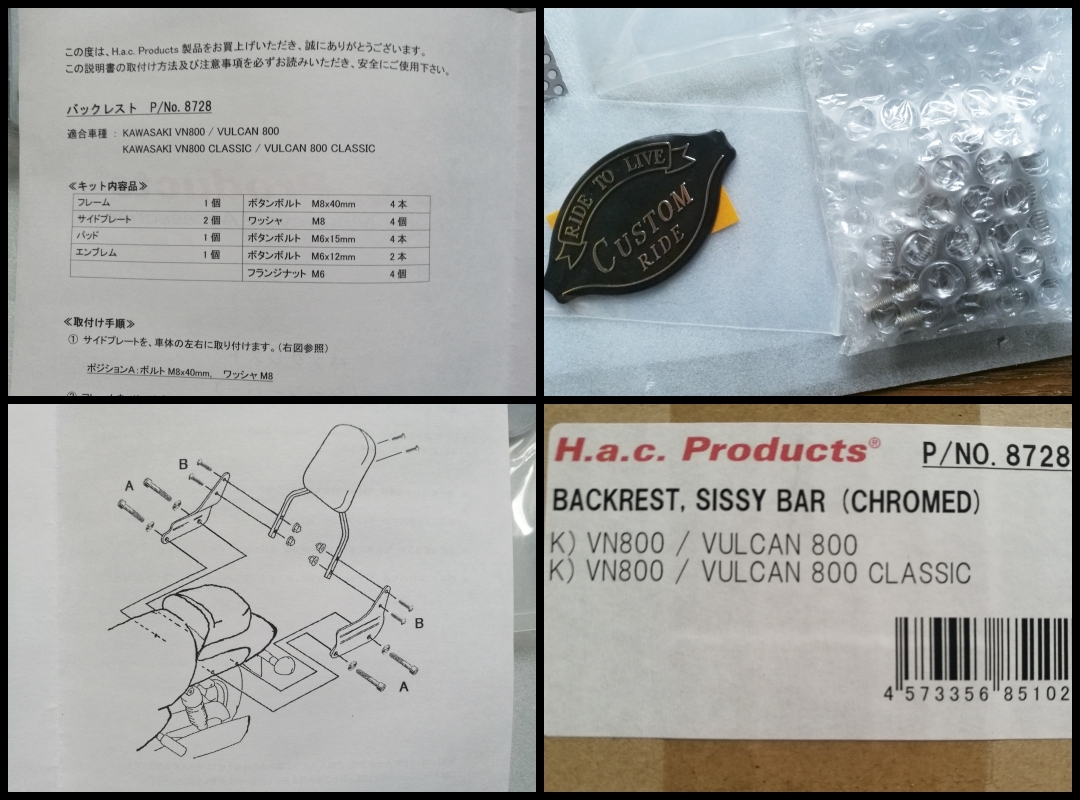 この度は、H.a.c. Products 製品をお買上げいただき、誠にありがとうございます。
この説明書の取付け方法及び注意事項を必ずお読みいただき、安全にご使用下さい。
バックレスト P/No. 8728
適合車種 : KAWASAKI VN800 / VULCAN 800
KAWASAKI VN800 CLASSIC / VULCAN 800 CLASSIC
≪キット内容品≫
フレーム 1個 ボタンボルト M8x40mm 4本
サイドプレート 2個 ワッシャ M8 4個
パッド 1個 ボタンボルト M6x15mm 4本
エンブレム 1個 ボタンボルト M6x12mm 2本
フランジナット M6 4個
≪取付け手順≫
① サイドプレートを、車体の左右に取り付けます。(右図参照)
ポジションA:ボルト M8x40mm, ワッシャ M8
RIDE TO LIVE
CUSTOM
RIDE
B
A
B
A
H.a.c. Products®
P/NO. 8728
BACKREST, SISSY BAR (CHROMED)
K) VN800 / VULCAN 800
K) VN800 / VULCAN 800 CLASSIC
4 573356 85102